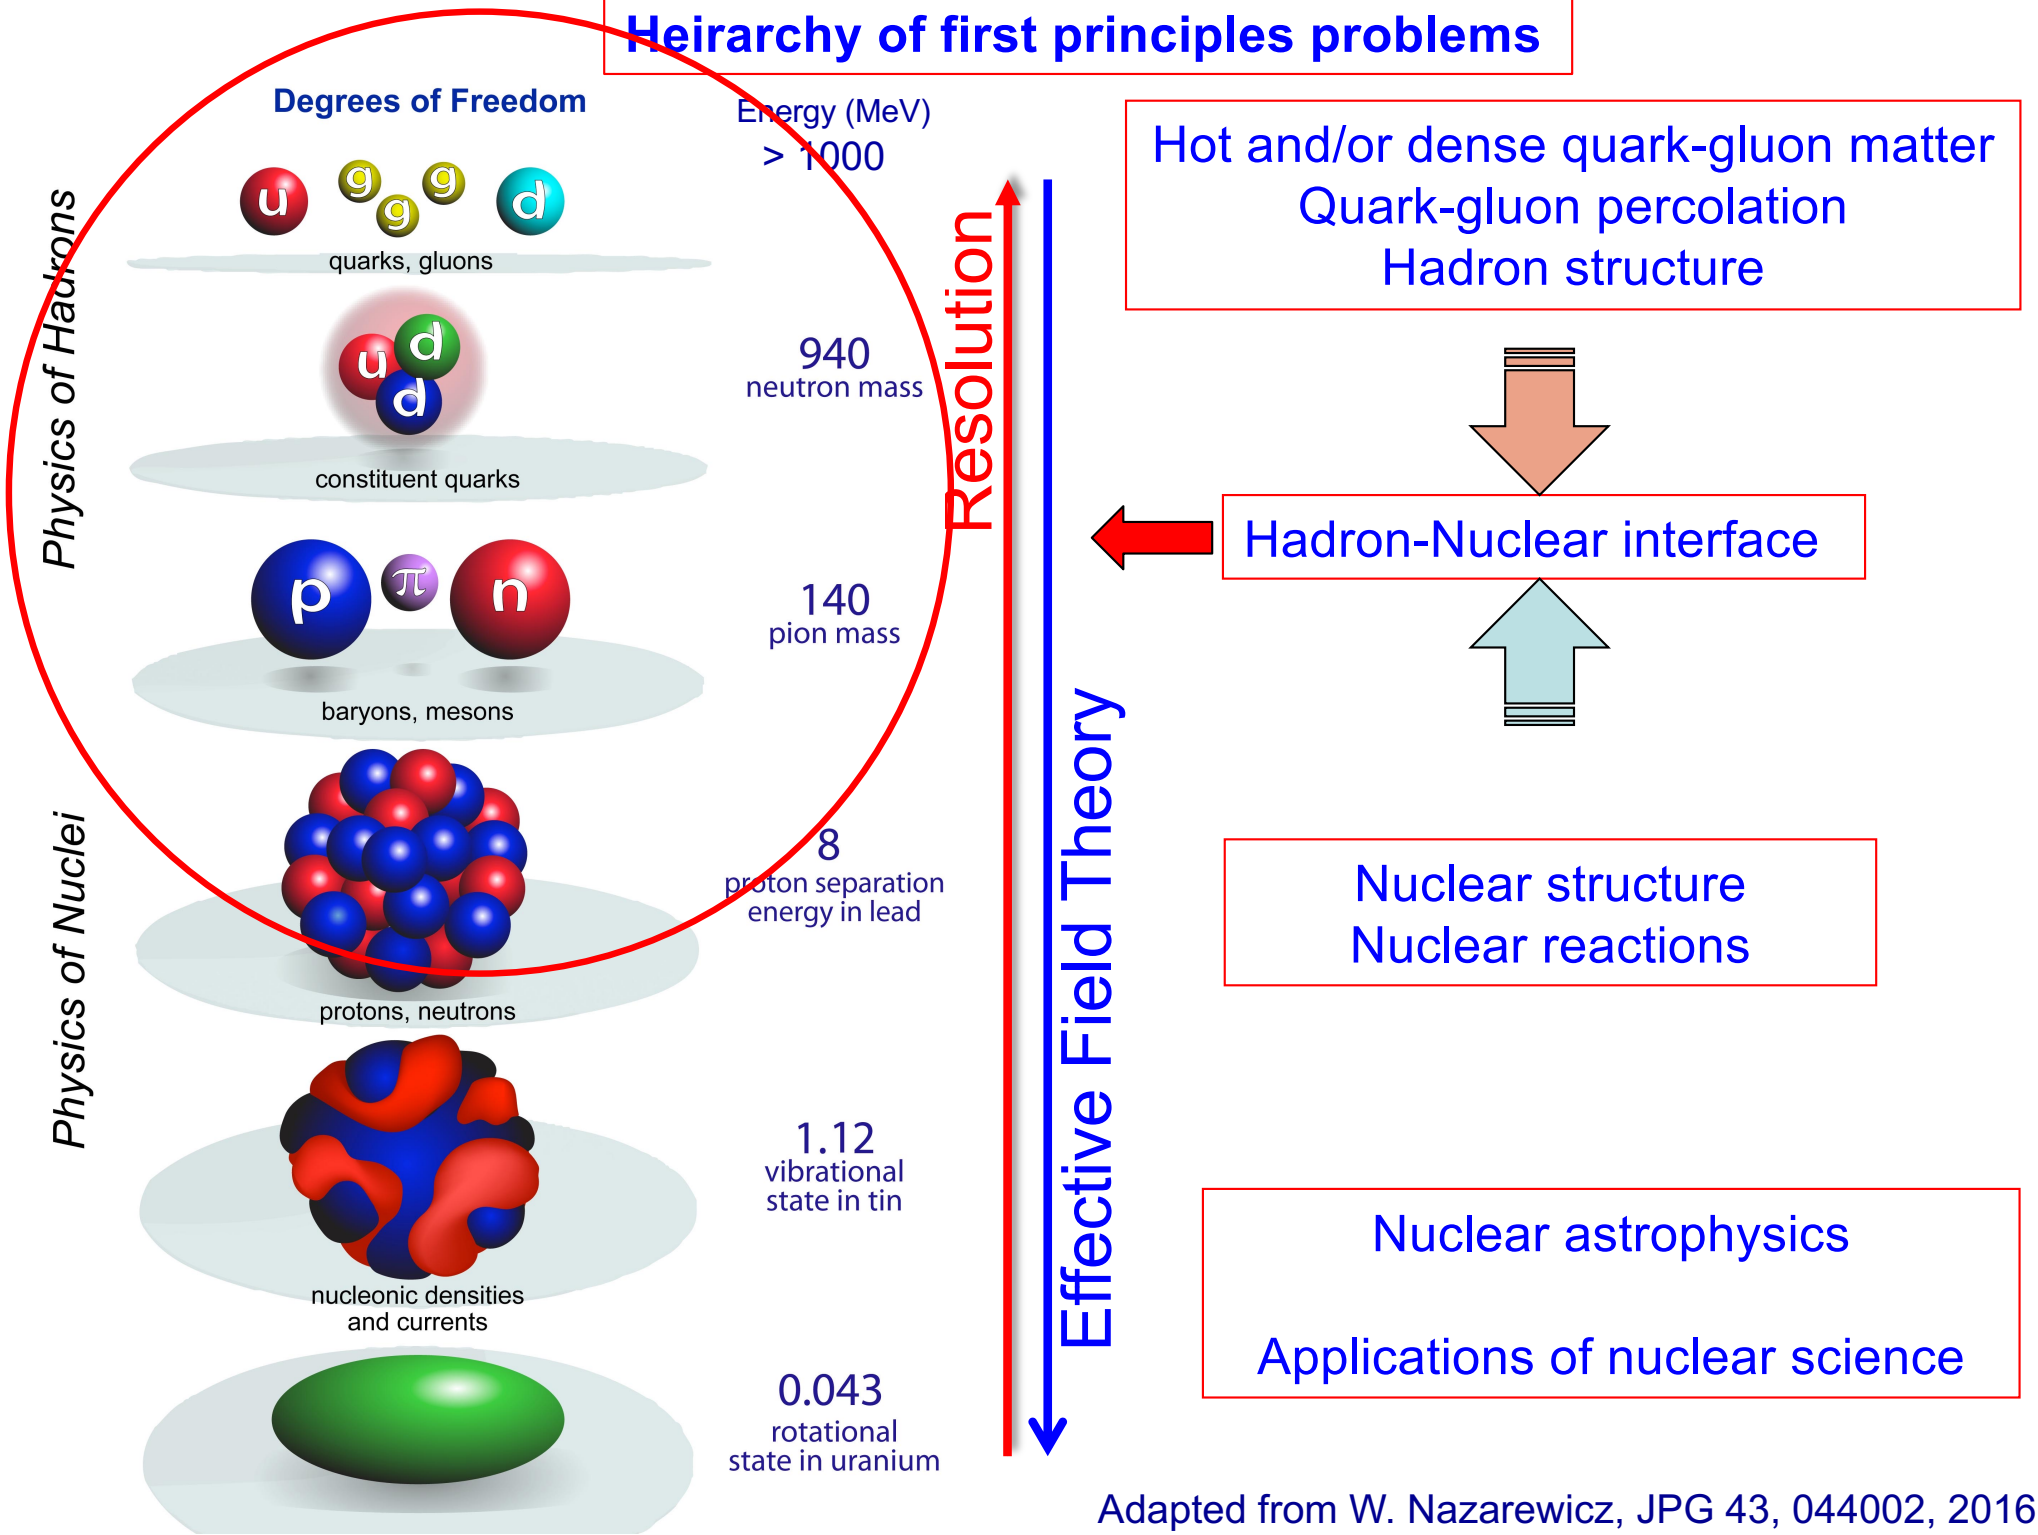 Heirarchy of first principles problems
Degrees of Freedom
Energy (MeV)
> 1000
u
g
g
g
d
quarks, gluons
Physics of Hadrons
u
d
d
constituent quarks
940
neutron mass
p
π
n
baryons, mesons
140
pion mass
Physics of Nuclei
protons, neutrons
8
proton separation
energy in lead
nucleonic densities
and currents
1.12
vibrational
state in tin
0.043
rotational
state in uranium
Resolution
Effective Field Theory
Hot and/or dense quark-gluon matter
Quark-gluon percolation
Hadron structure
Hadron-Nuclear interface
Nuclear structure
Nuclear reactions
Nuclear astrophysics
Applications of nuclear science
Adapted from W. Nazarewicz, JPG 43, 044002, 2016